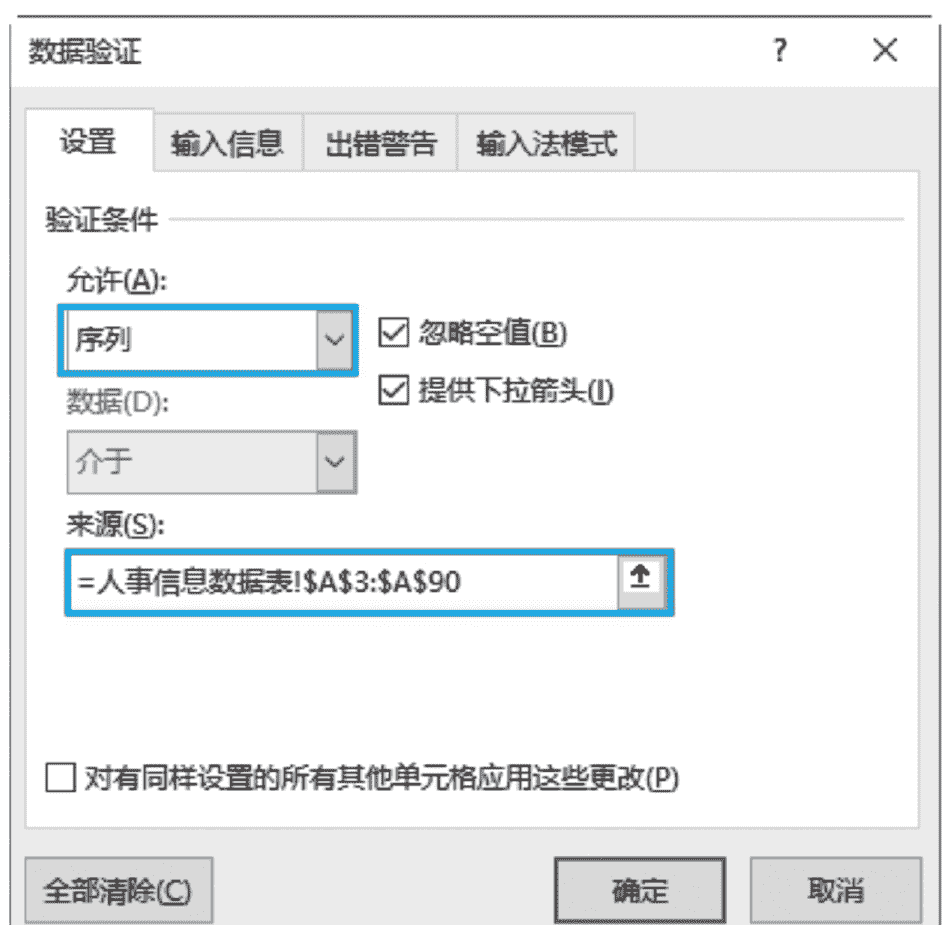 数据验证
?
设置 输入信息 出错警告 输入法模式
验证条件
允许(A):
序列
忽略空值(B)
提供下拉箭头(I)
数据(D):
介于
来源(S):
=人事信息数据表!$A$3:$A$90
对有同样设置的所有其他单元格应用这些更改(P)
全部清除(C) 确定 取消